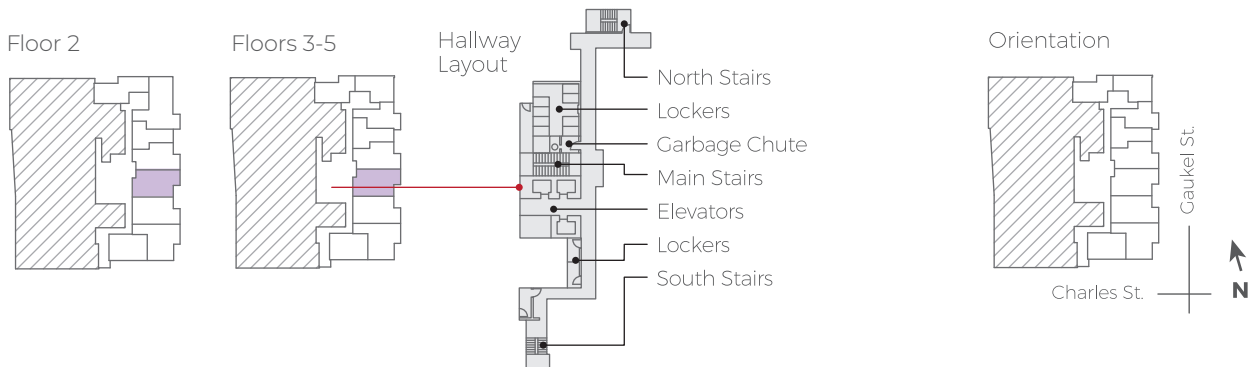 Floor 2
Floors 3-5
Hallway
Layout
North Stairs
Lockers
Garbage Chute
Main Stairs
Elevators
Lockers
South Stairs
Orientation
Gaukel St.
Charles St.
N